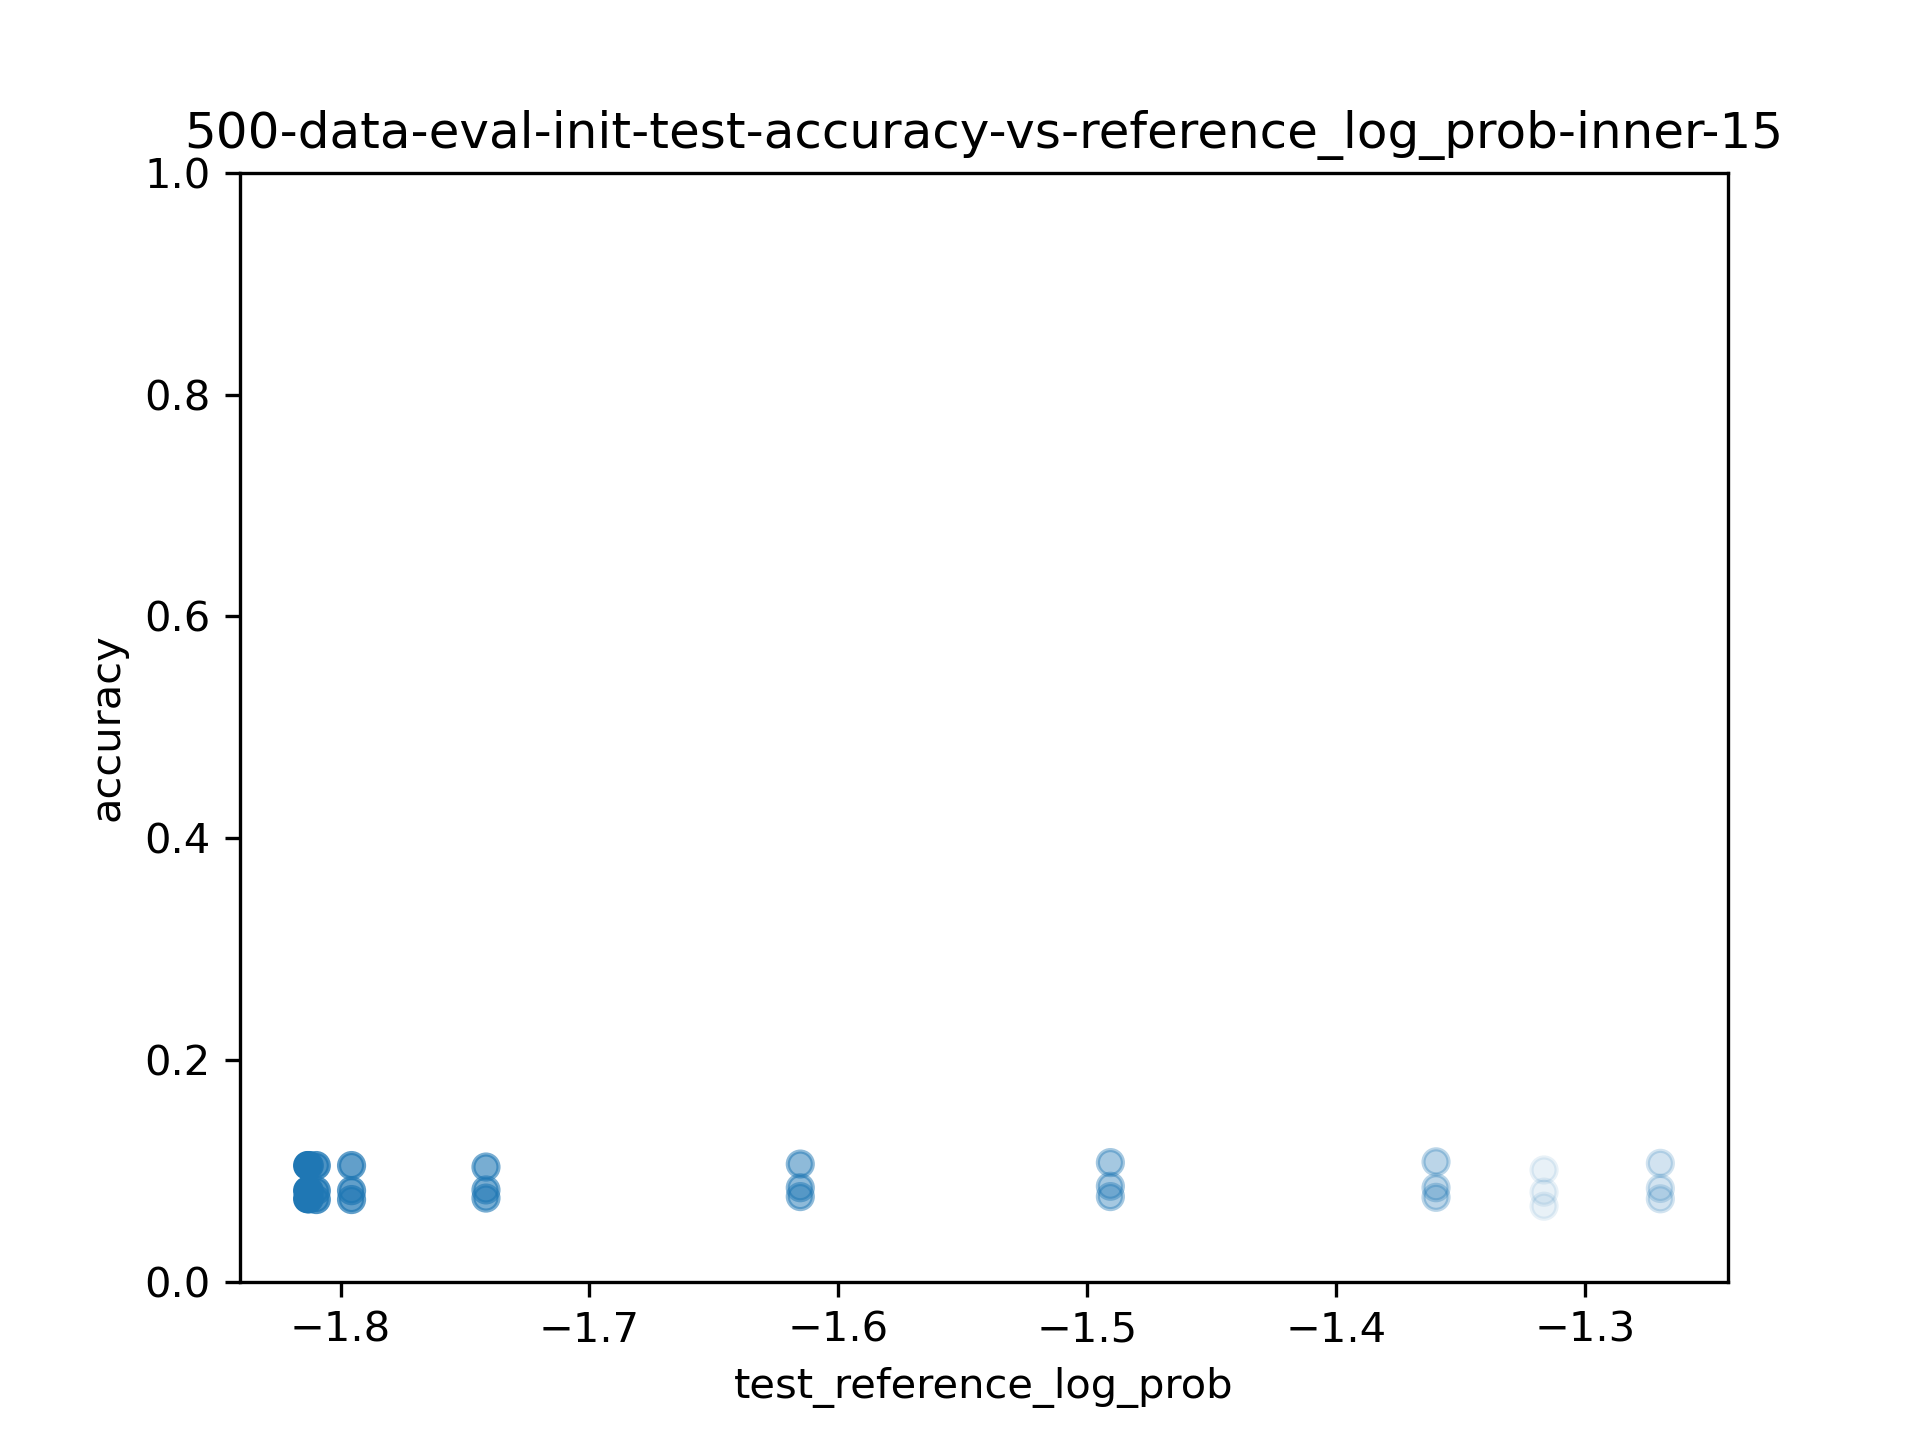 500-data-eval-init-test-accuracy-vs-reference_log_prob-inner-15
1.0
0.8
0.6
0.4
0.2
0.0
accuracy
−1.8 −1.7 −1.6 −1.5 −1.4 −1.3
test_reference_log_prob